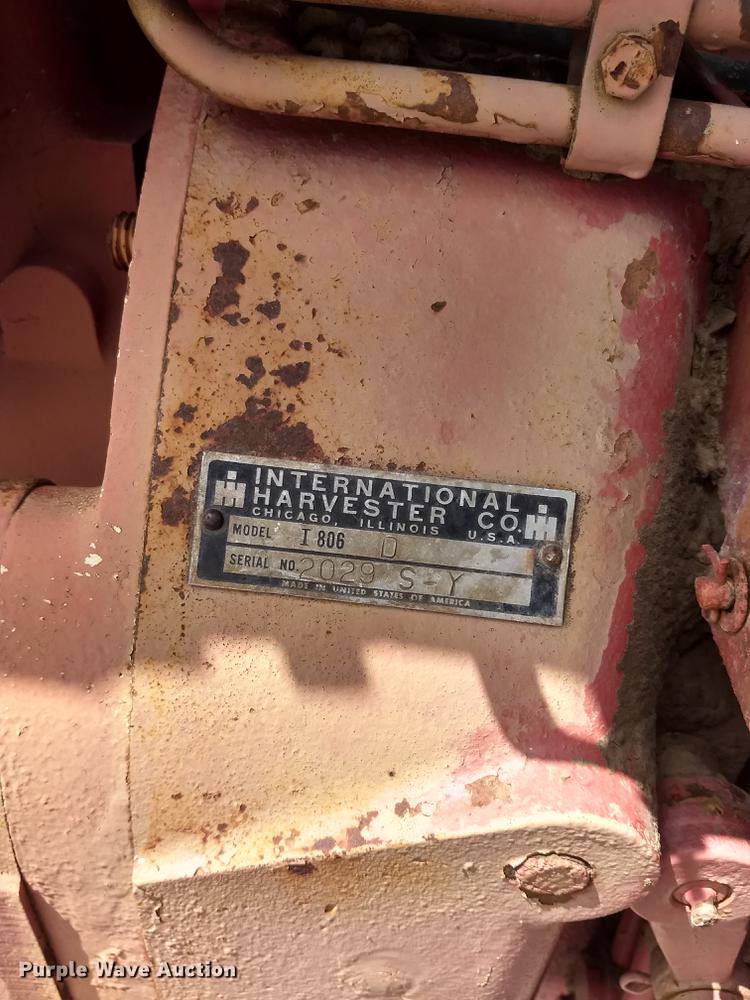 INTERNATIONAL
HARVESTER CO.
CHICAGO, ILLINOIS U.S.A.
MODEL I 806 D
SERIAL NO. 2029 S-Y
MADE IN UNITED STATES OF AMERICA
Purple Wave Auction